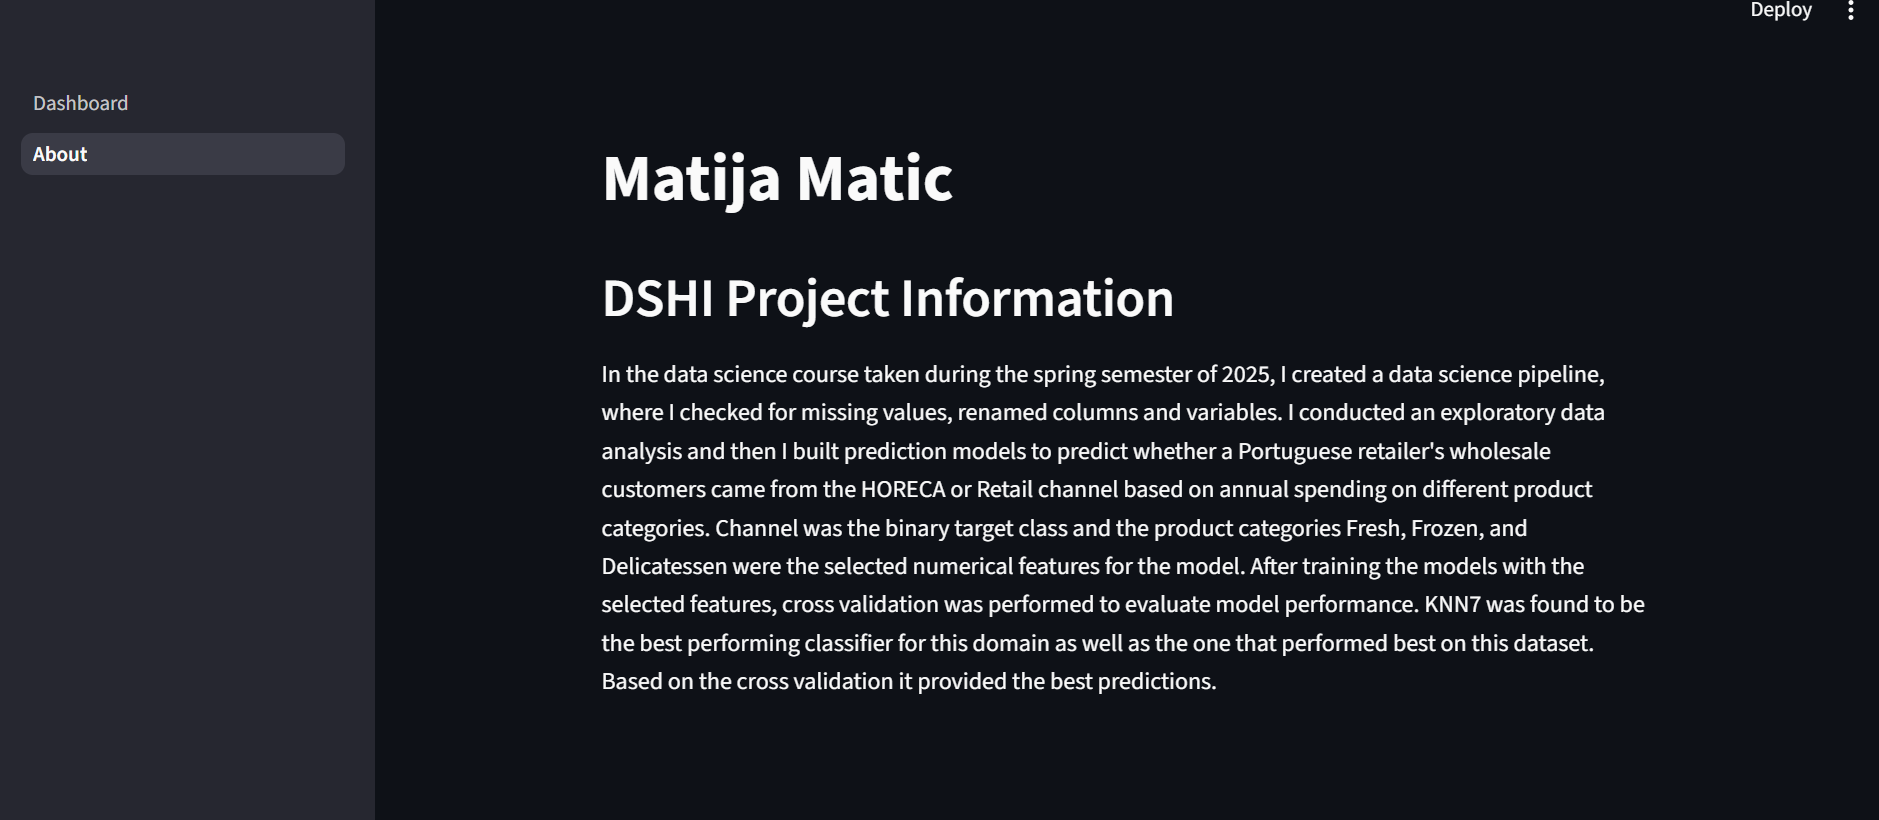 Deploy
Dashboard
About
Matija Matic
DSHI Project Information
In the data science course taken during the spring semester of 2025, I created a data science pipeline,
where I checked for missing values, renamed columns and variables. I conducted an exploratory data
analysis and then I built prediction models to predict whether a Portuguese retailer's wholesale
customers came from the HORECA or Retail channel based on annual spending on different product
categories. Channel was the binary target class and the product categories Fresh, Frozen, and
Delicatessen were the selected numerical features for the model. After training the models with the
selected features, cross validation was performed to evaluate model performance. KNN7 was found to be
the best performing classifier for this domain as well as the one that performed best on this dataset.
Based on the cross validation it provided the best predictions.